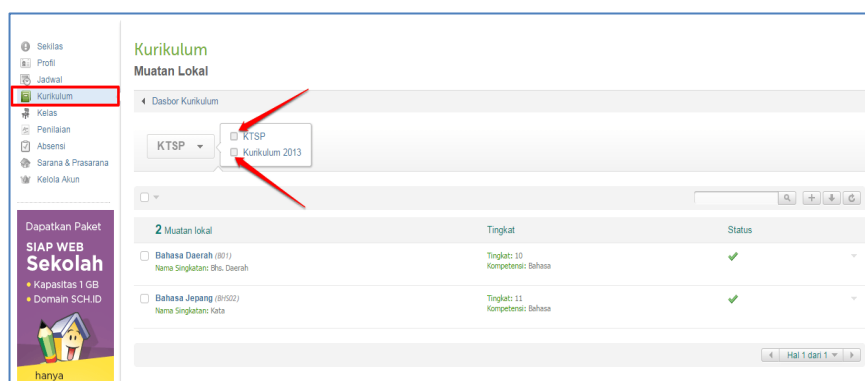 Sekilas
Profil
Jadwal
Kurikulum
Kelas
Penilaian
Absensi
Sarana & Prasarana
Kelola Akun
Dapatkan Paket
SIAP WEB
Sekolah
• Kapasitas 1 GB
• Domain SCH.ID
hanya
Kurikulum
Muatan Lokal
Dasbor Kurikulum
KTSP
KTSP
Kurikulum 2013
2 Muatan lokal Tingkat Status
Bahasa Daerah (B01) Tingkat: 10
Nama Singkatan: Bhs. Daerah Kompetensi: Bahasa
Bahasa Jepang (BHS02) Tingkat: 11
Nama Singkatan: Kata Kompetensi: Bahasa
Hal 1 dari 1